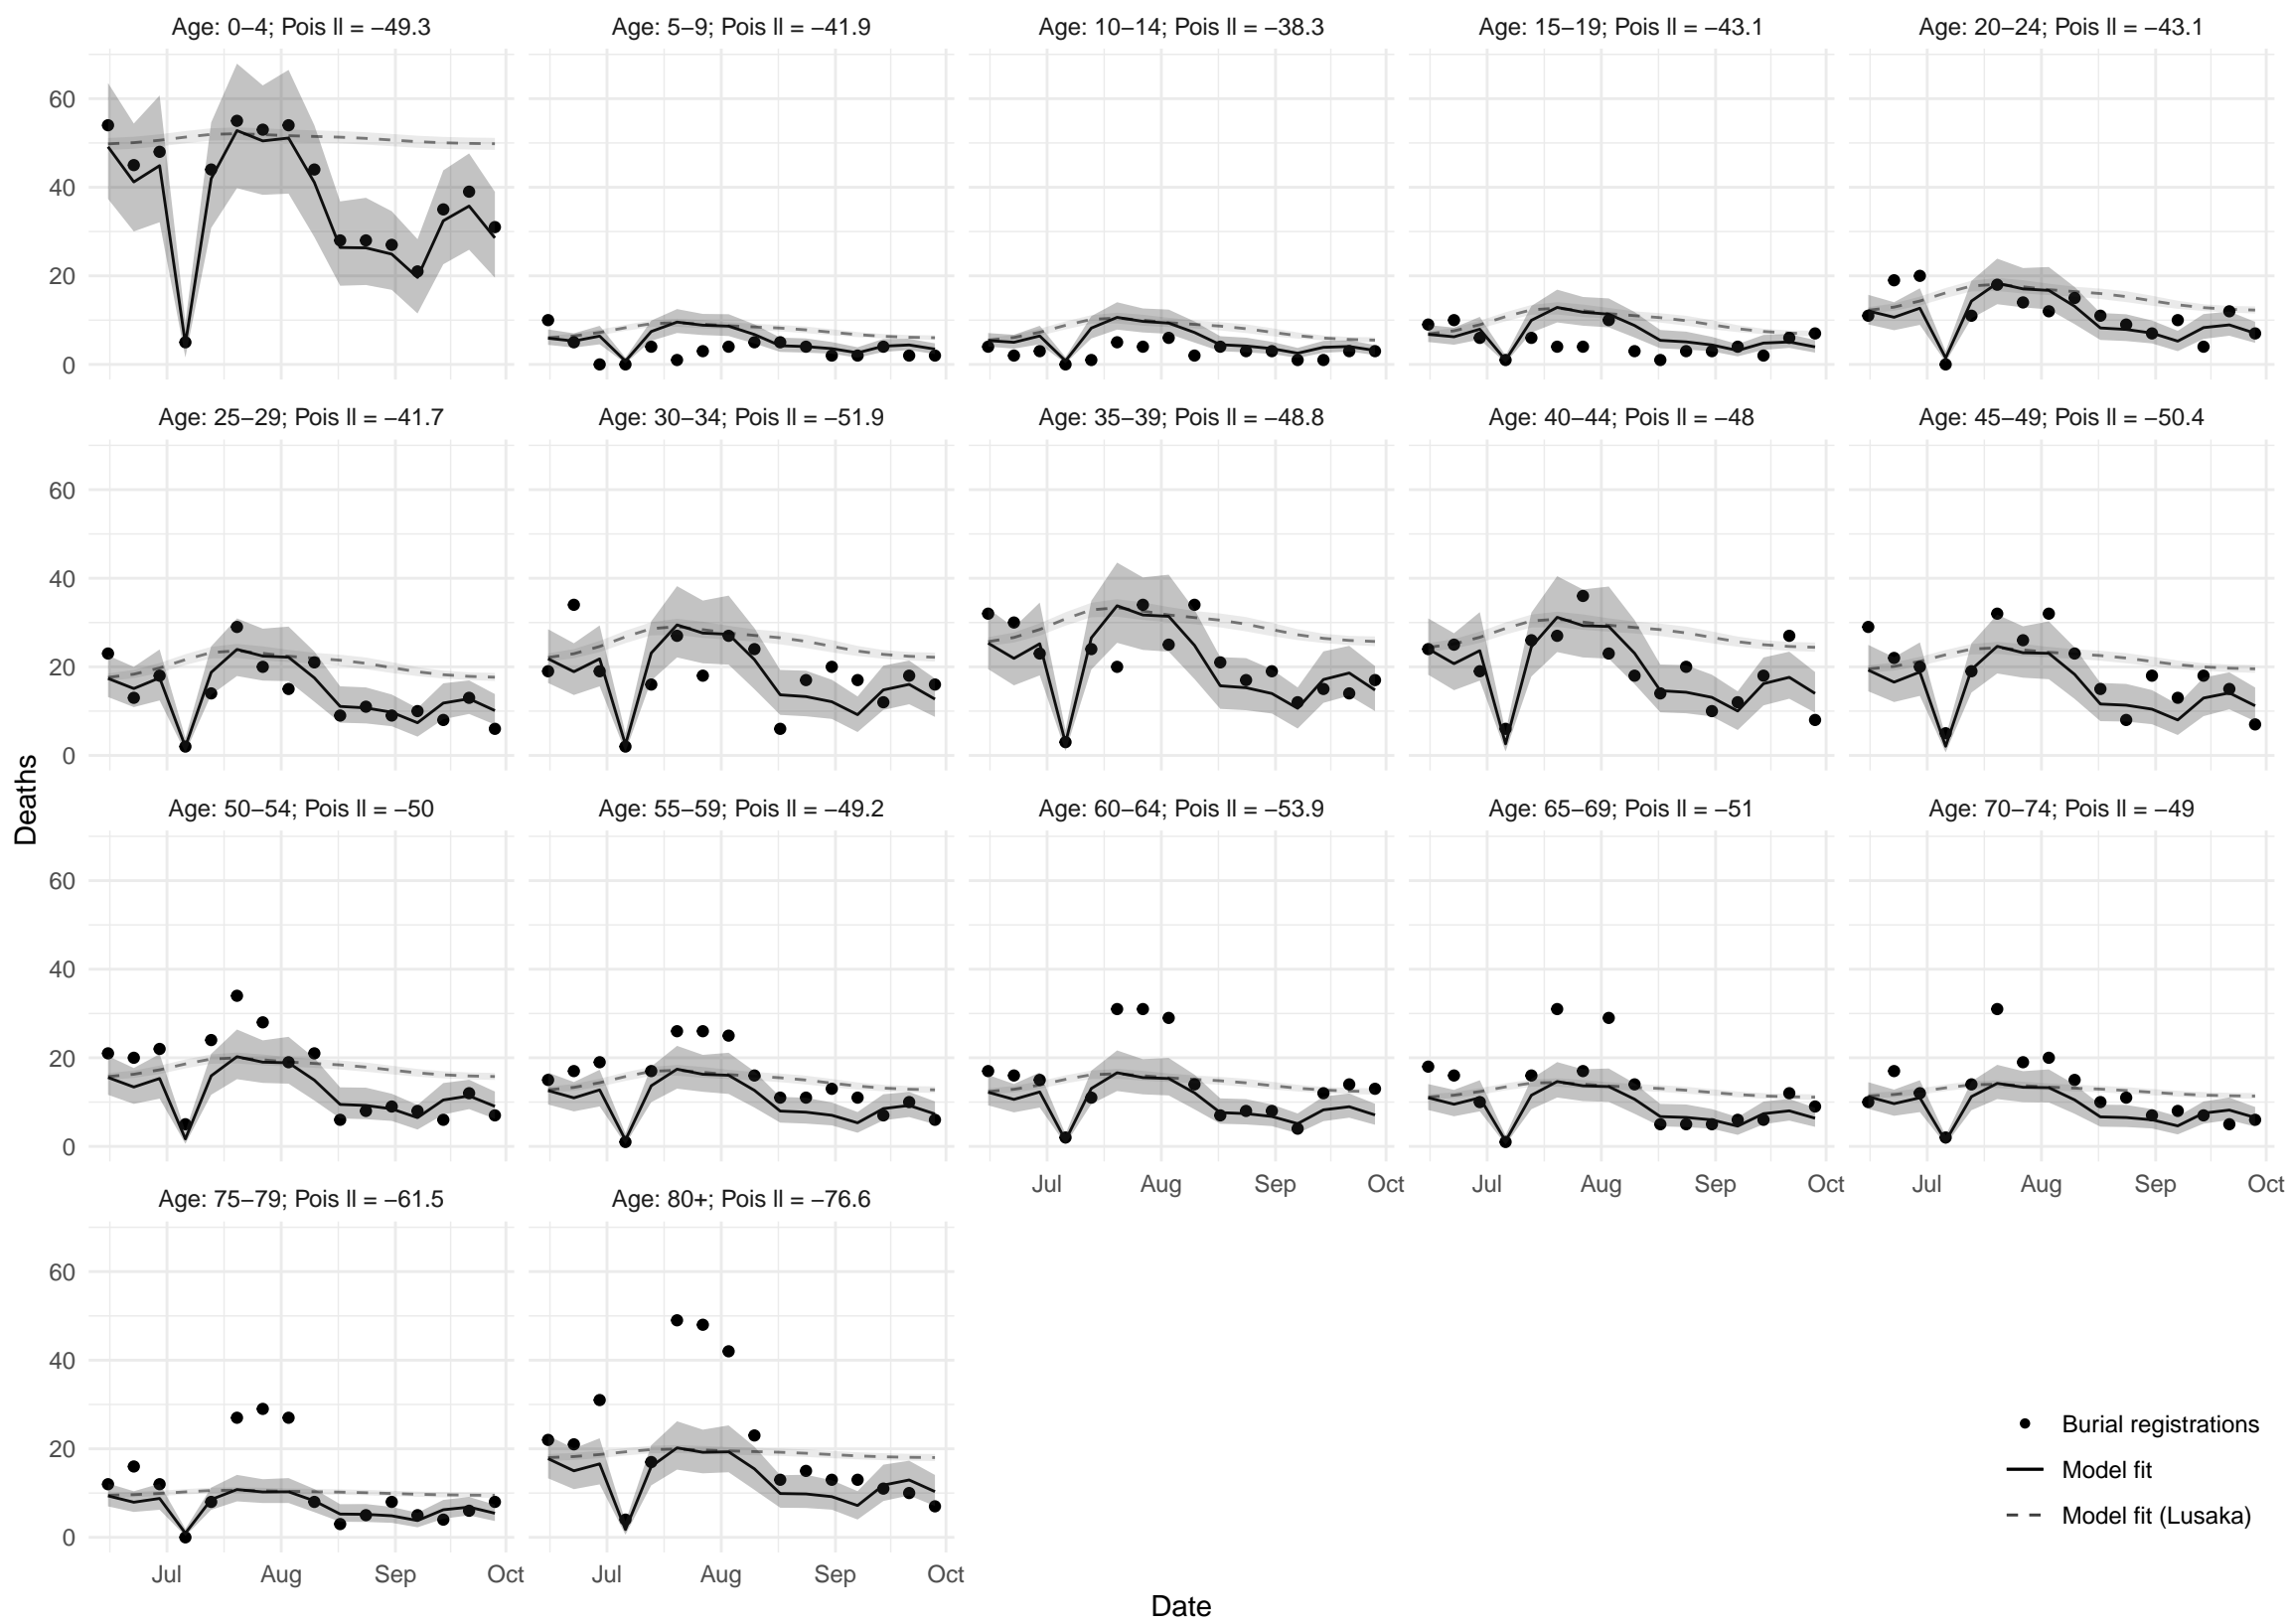 Age: 0−4; Pois ll = −49.3
Age: 5−9; Pois ll = −41.9
Age: 10−14; Pois ll = −38.3
Age: 15−19; Pois ll = −43.1
Age: 20−24; Pois ll = −43.1
60
40
20
0
Age: 25−29; Pois ll = −41.7
Age: 30−34; Pois ll = −51.9
Age: 35−39; Pois ll = −48.8
Age: 40−44; Pois ll = −48
Age: 45−49; Pois ll = −50.4
60
40
20
0
Deaths
Age: 50−54; Pois ll = −50
Age: 55−59; Pois ll = −49.2
Age: 60−64; Pois ll = −53.9
Age: 65−69; Pois ll = −51
Age: 70−74; Pois ll = −49
60
40
20
0
Jul Aug Sep Oct
Jul Aug Sep Oct
Jul Aug Sep Oct
Age: 75−79; Pois ll = −61.5
Age: 80+; Pois ll = −76.6
60
40
20
0
Jul Aug Sep Oct
Jul Aug Sep Oct
Burial registrations
Model fit
Model fit (Lusaka)
Date